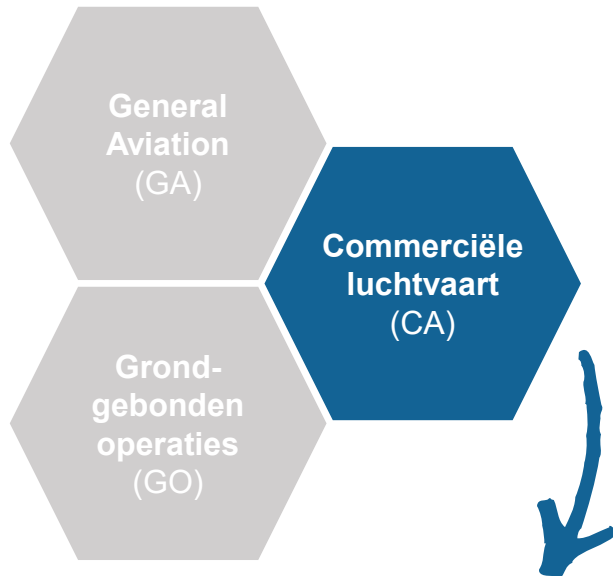 General
Aviation
(GA)
Commerciële
luchtvaart
(CA)
Grond-
gebonden
operaties
(GO)